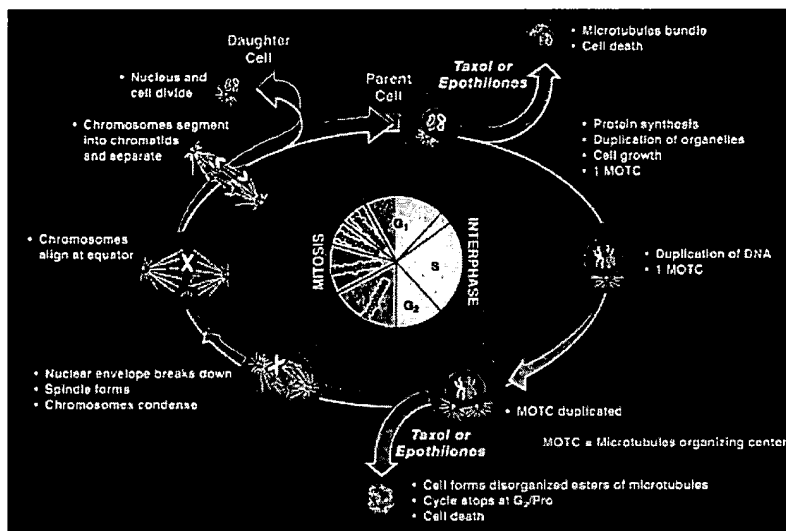 • Microtubules bundle
• Cell death
Taxol or
Epothilones
Daughter
Cell
Parent
Cell
• Nucleus and
cell divide
• Chromosomes segment
into chromatids
and separate
• Protein synthesis
• Duplication of organelles
• Cell growth
• 1 MOTC
• Chromosomes
align at equator
MITOSIS
G₁
S
G₂
INTERPHASE
• Duplication of DNA
• 1 MOTC
• Nuclear envelope breaks down
• Spindle forms
• Chromosomes condense
• MOTC duplicated
MOTC = Microtubules organizing center
Taxol or
Epothilones
• Cell forms disorganized esters of microtubules
• Cycle stops at G₂/Pro
• Cell death